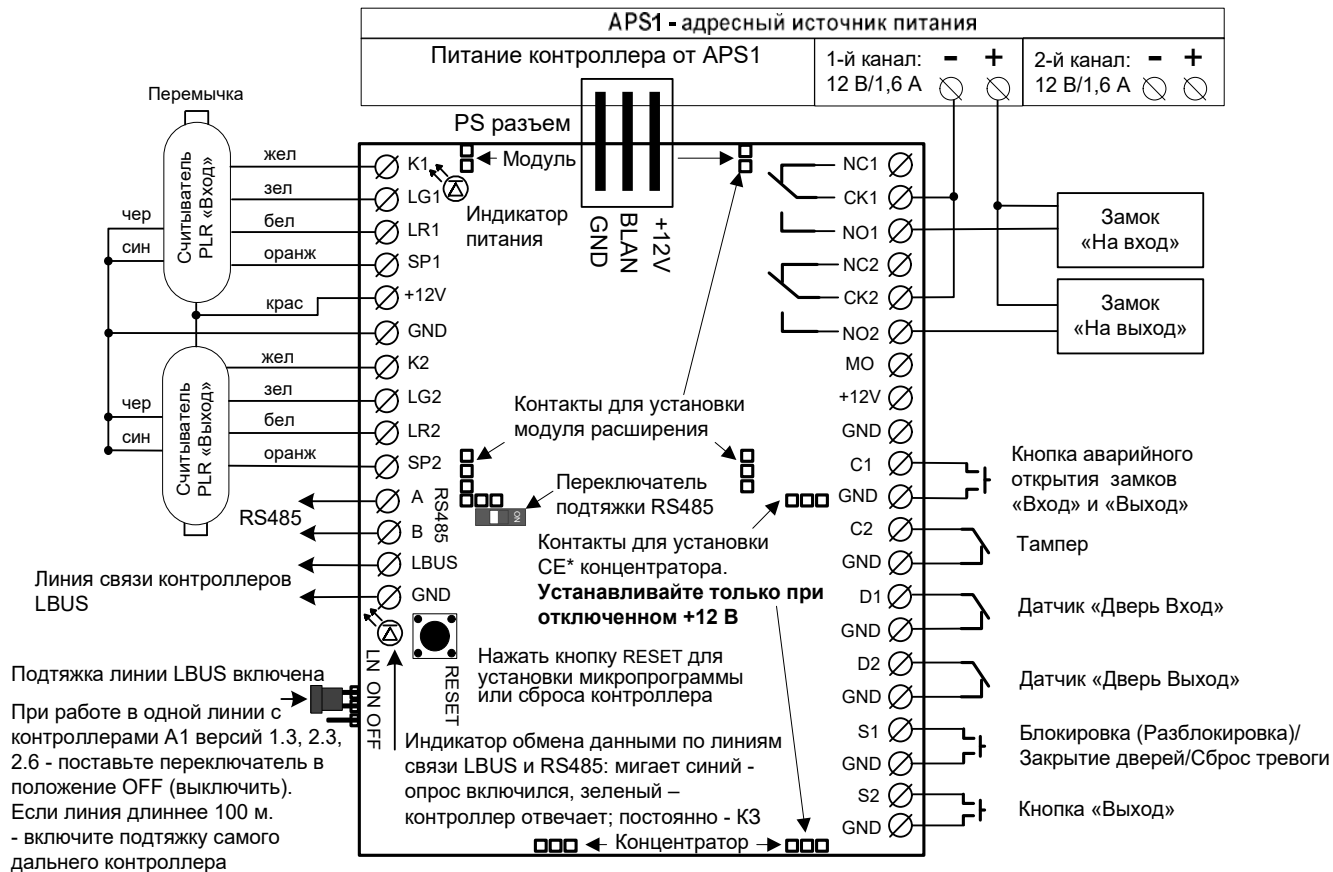 APS1 - адресный источник питания
Питание контроллера от APS1
1-й канал: - +
12 В/1,6 А
2-й канал: - +
12 В/1,6 А
Перемычка
PS разъем
Модуль
GND
BLAN
+12V
Индикатор
питания
Считыватель
PLR «Вход»
жел
зел
бел
оранж
чер
син
крас
Считыватель
PLR «Выход»
жел
зел
бел
оранж
чер
син
K1
LG1
LR1
SP1
+12V
GND
K2
LG2
LR2
SP2
A
B
LBUS
GND
RS485
RS485
Линия связи контроллеров
LBUS
NC1
CK1
NO1
NC2
CK2
NO2
MO
+12V
GND
C1
GND
C2
GND
D1
GND
D2
GND
S1
GND
S2
GND
Замок
«На вход»
Замок
«На выход»
Кнопка аварийного
открытия замков
«Вход» и «Выход»
Тампер
Датчик «Дверь Вход»
Датчик «Дверь Выход»
Блокировка (Разблокировка)/
Закрытие дверей/Сброс тревоги
Кнопка «Выход»
Контакты для установки
модуля расширения
Переключатель
подтяжки RS485
ON
Контакты для установки
CE* концентратора.
Устанавливайте только при
отключенном +12 В
RESET
Нажать кнопку RESET для
установки микропрограммы
или сброса контроллера
LN ON OFF
Индикатор обмена данными по линиям
связи LBUS и RS485: мигает синий -
опрос включился, зеленый –
контроллер отвечает; постоянно - КЗ
Концентратор
Подтяжка линии LBUS включена
При работе в одной линии с
контроллерами А1 версий 1.3, 2.3,
2.6 - поставьте переключатель в
положение OFF (выключить).
Если линия длиннее 100 м.
- включите подтяжку самого
дальнего контроллера